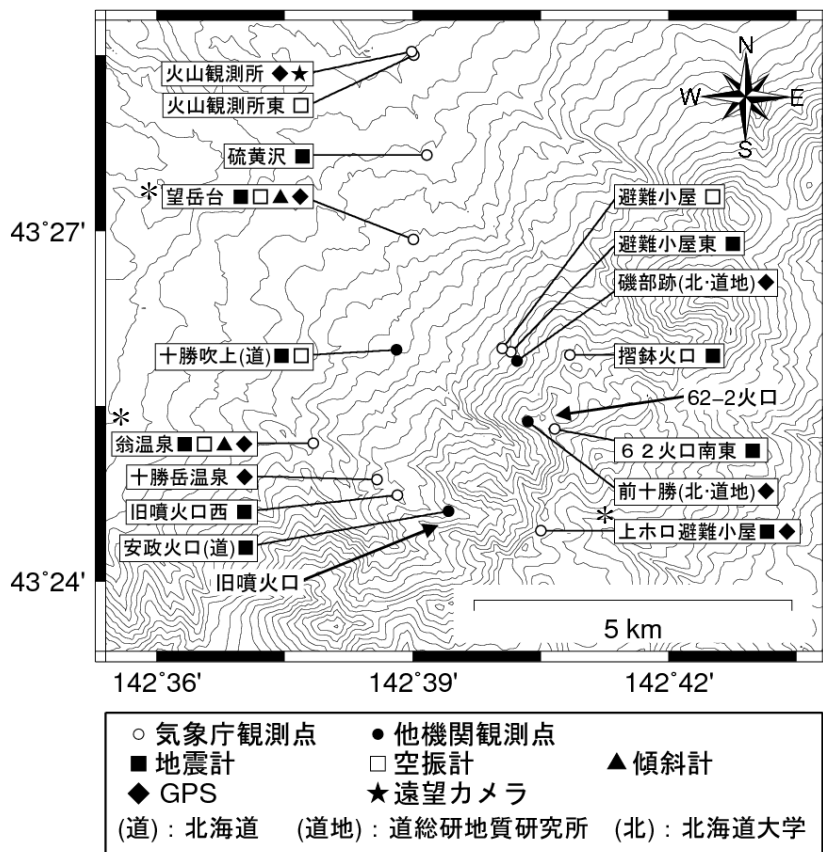 N
W E
S
火山観測所◆★
火山観測所東□
硫黄沢■
*望岳台■□▲◆
43°27'
十勝吹上(道)■□
*
翁温泉■□▲◆
十勝岳温泉◆
旧噴火口西■
安政火口(道)■
旧噴火口
43°24'
避難小屋□
避難小屋東■
磯部跡(北・道地)◆
摺鉢火口■
62-2火口
62火口南東■
前十勝(北・道地)◆
*
上ホロ避難小屋■◆
5 km
142°36' 142°39' 142°42'
○気象庁観測点 ●他機関観測点
■地震計 □空振計 ▲傾斜計
◆GPS ★遠望カメラ
(道):北海道 (道地):道総研地質研究所 (北):北海道大学